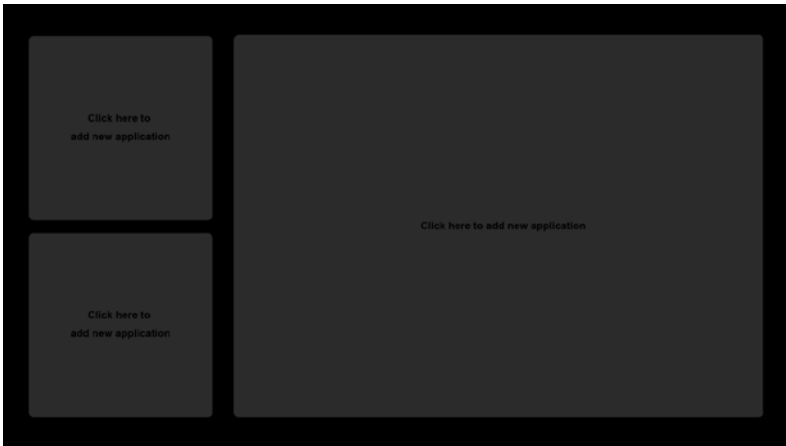 Click here to
add new application
Click here to add new application
Click here to
add new application